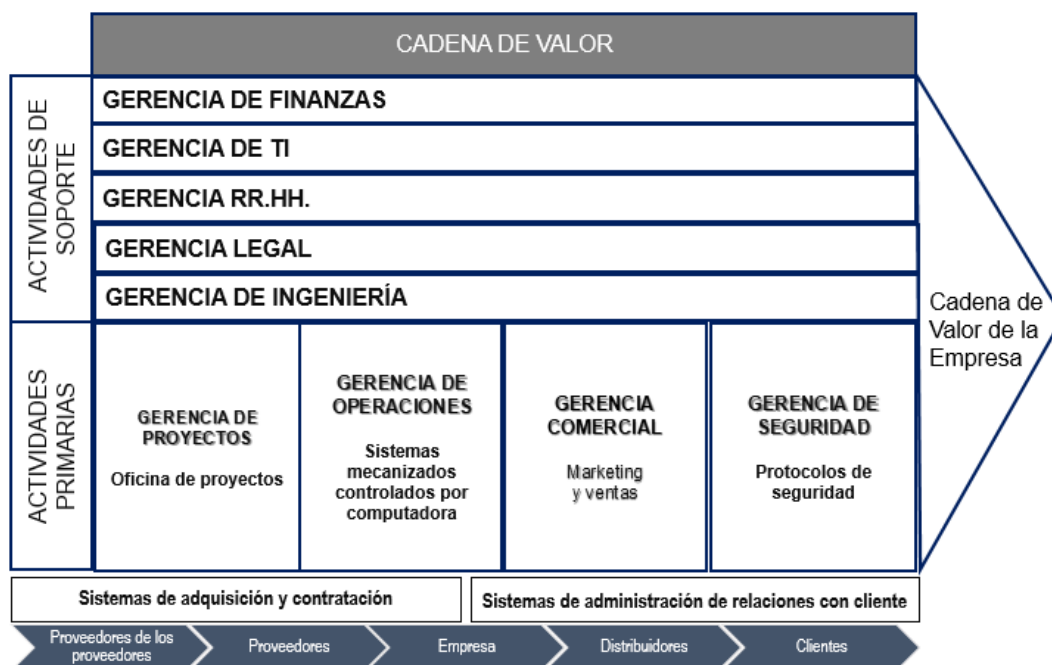 CADENA DE VALOR
ACTIVIDADES DE
SOPORTE
GERENCIA DE FINANZAS
GERENCIA DE TI
GERENCIA RR.HH.
GERENCIA LEGAL
GERENCIA DE INGENIERÍA
Cadena de
Valor de la
Empresa
ACTIVIDADES
PRIMARIAS
GERENCIA DE
PROYECTOS
Oficina de proyectos
GERENCIA DE
OPERACIONES
Sistemas
mecanizados
controlados por
computadora
GERENCIA
COMERCIAL
Marketing
y ventas
GERENCIA DE
SEGURIDAD
Protocolos de
seguridad
Sistemas de adquisición y contratación
Sistemas de administración de relaciones con cliente
Proveedores de los
proveedores
Proveedores
Empresa
Distribuidores
Clientes